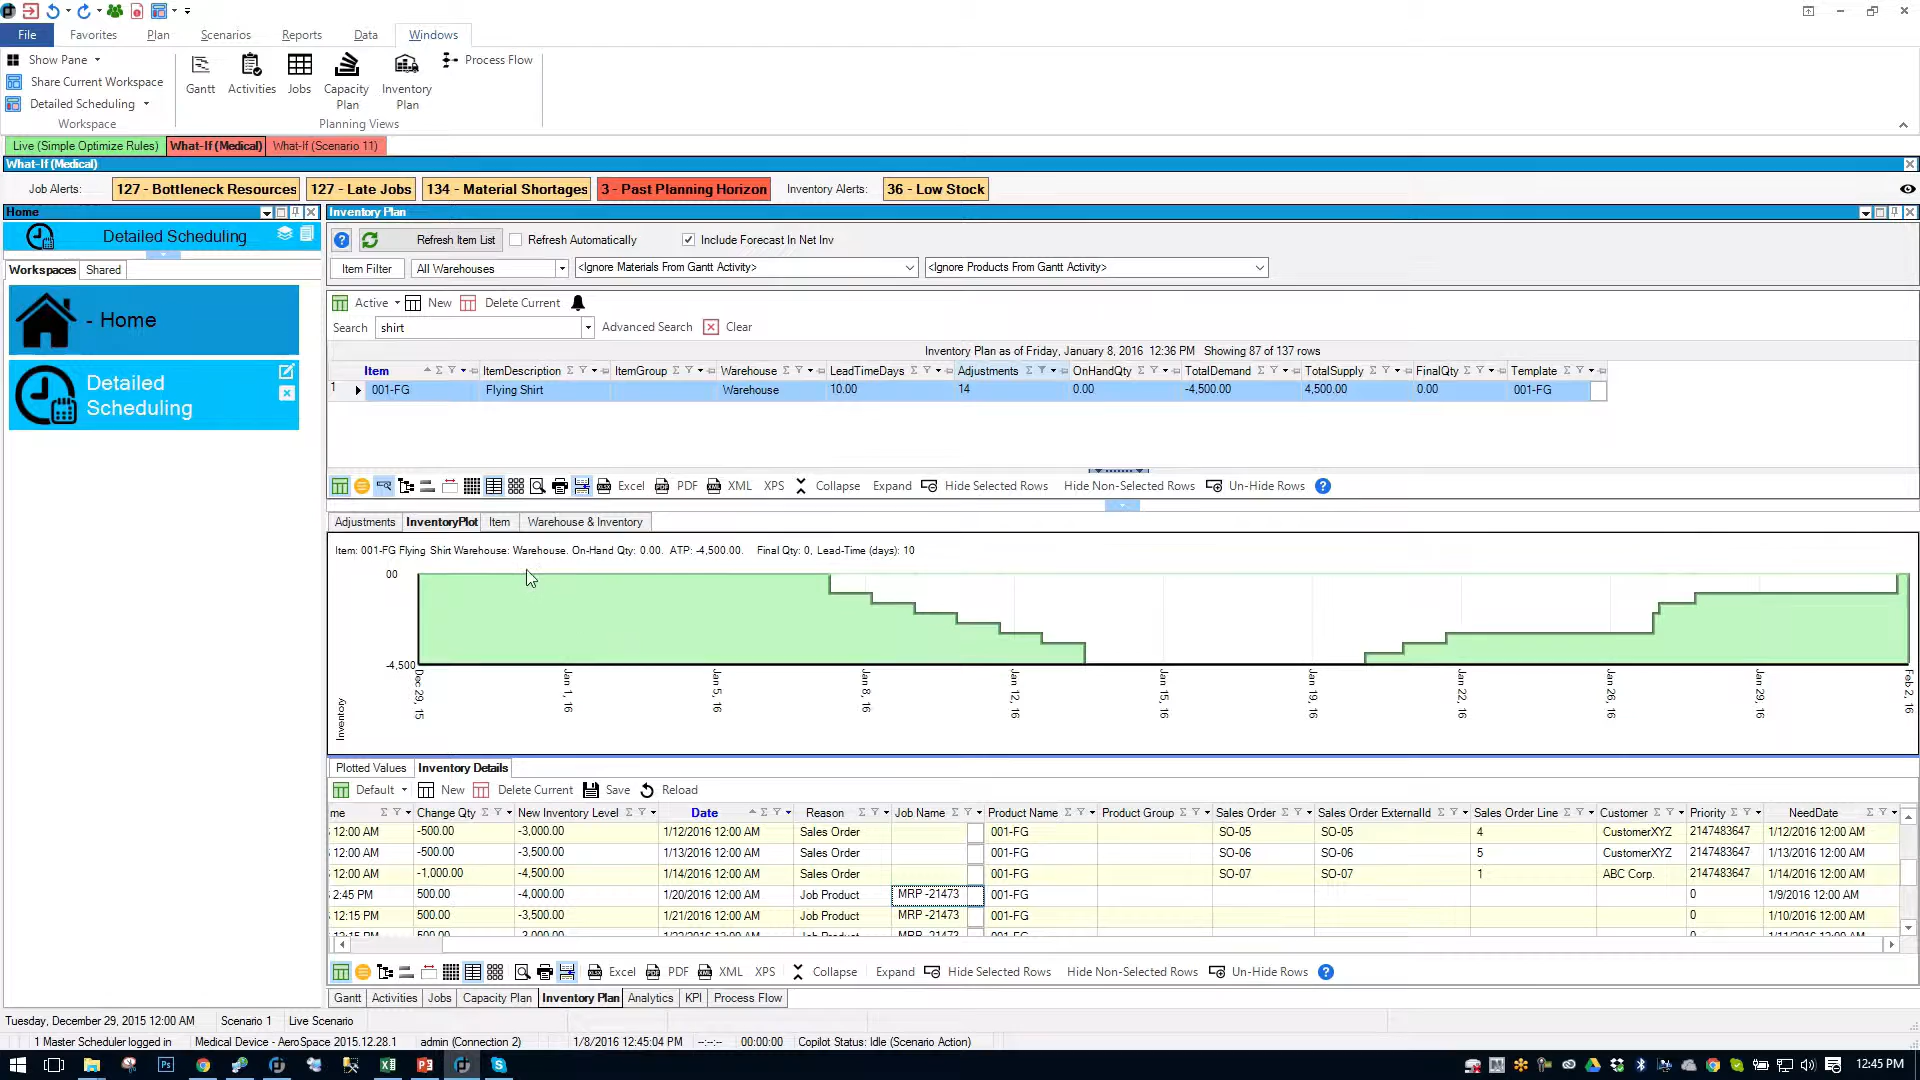 File Favorites Plan Scenarios Reports Data Windows
Show Pane
Share Current Workspace
Detailed Scheduling
Workspace
Gantt Activities Jobs Capacity Plan Inventory Plan Process Flow
Planning Views
Live (Simple Optimize Rules) What-If (Medical) What-If (Scenario 11)
What-If (Medical)
Job Alerts: 127 - Bottleneck Resources 127 - Late Jobs 134 - Material Shortages 3 - Past Planning Horizon Inventory Alerts: 36 - Low Stock
Home
Detailed Scheduling
Workspaces Shared
- Home
Detailed
Scheduling
Inventory Plan
Refresh Item List Refresh Automatically Include Forecast In Net Inv
Item Filter All Warehouses <Ignore Materials From Gantt Activity> <Ignore Products From Gantt Activity>
Active New Delete Current
Search shirt Advanced Search Clear
Inventory Plan as of Friday, January 8, 2016 12:36 PM Showing 87 of 137 rows
Item ItemDescription ItemGroup Warehouse LeadTimeDays Adjustments OnHandQty TotalDemand TotalSupply FinalQty Template
1 001-FG Flying Shirt Warehouse 10.00 14 0.00 -4,500.00 4,500.00 0.00 001-FG
Excel PDF XML XPS Collapse Expand Hide Selected Rows Hide Non-Selected Rows Un-Hide Rows
Adjustments InventoryPlot Item Warehouse & Inventory
Item: 001-FG Flying Shirt Warehouse: Warehouse. On-Hand Qty: 0.00. ATP: -4,500.00. Final Qty: 0, Lead-Time (days): 10
00
-4,500
Dec 29, 15 Jan 1, 16 Jan 5, 16 Jan 8, 16 Jan 12, 16 Jan 15, 16 Jan 19, 16 Jan 22, 16 Jan 26, 16 Jan 29, 16 Feb 2, 16
Inventory
Plotted Values Inventory Details
Default New Delete Current Save Reload
me Change Qty New Inventory Level Date Reason Job Name Product Name Product Group Sales Order Sales Order ExternalId Sales Order Line Customer Priority NeedDate
12:00 AM -500.00 -3,000.00 1/12/2016 12:00 AM Sales Order 001-FG SO-05 SO-05 4 CustomerXYZ 2147483647 1/12/2016 12:00 AM
12:00 AM -500.00 -3,500.00 1/13/2016 12:00 AM Sales Order 001-FG SO-06 SO-06 5 CustomerXYZ 2147483647 1/13/2016 12:00 AM
12:00 AM -1,000.00 -4,500.00 1/14/2016 12:00 AM Sales Order 001-FG SO-07 SO-07 1 ABC Corp. 2147483647 1/14/2016 12:00 AM
2:45 PM 500.00 -4,000.00 1/20/2016 12:00 AM Job Product MRP -21473 001-FG 0 1/9/2016 12:00 AM
12:15 PM 500.00 -3,500.00 1/21/2016 12:00 AM Job Product MRP -21473 001-FG 0 1/10/2016 12:00 AM
Excel PDF XML XPS Collapse Expand Hide Selected Rows Hide Non-Selected Rows Un-Hide Rows
Gantt Activities Jobs Capacity Plan Inventory Plan Analytics KPI Process Flow
Tuesday, December 29, 2015 12:00 AM Scenario 1 Live Scenario
1 Master Scheduler logged in Medical Device - AeroSpace 2015.12.28.1 admin (Connection 2) 1/8/2016 12:45:04 PM --:--:-- 00:00:00 Copilot Status: Idle (Scenario Action)
12:45 PM